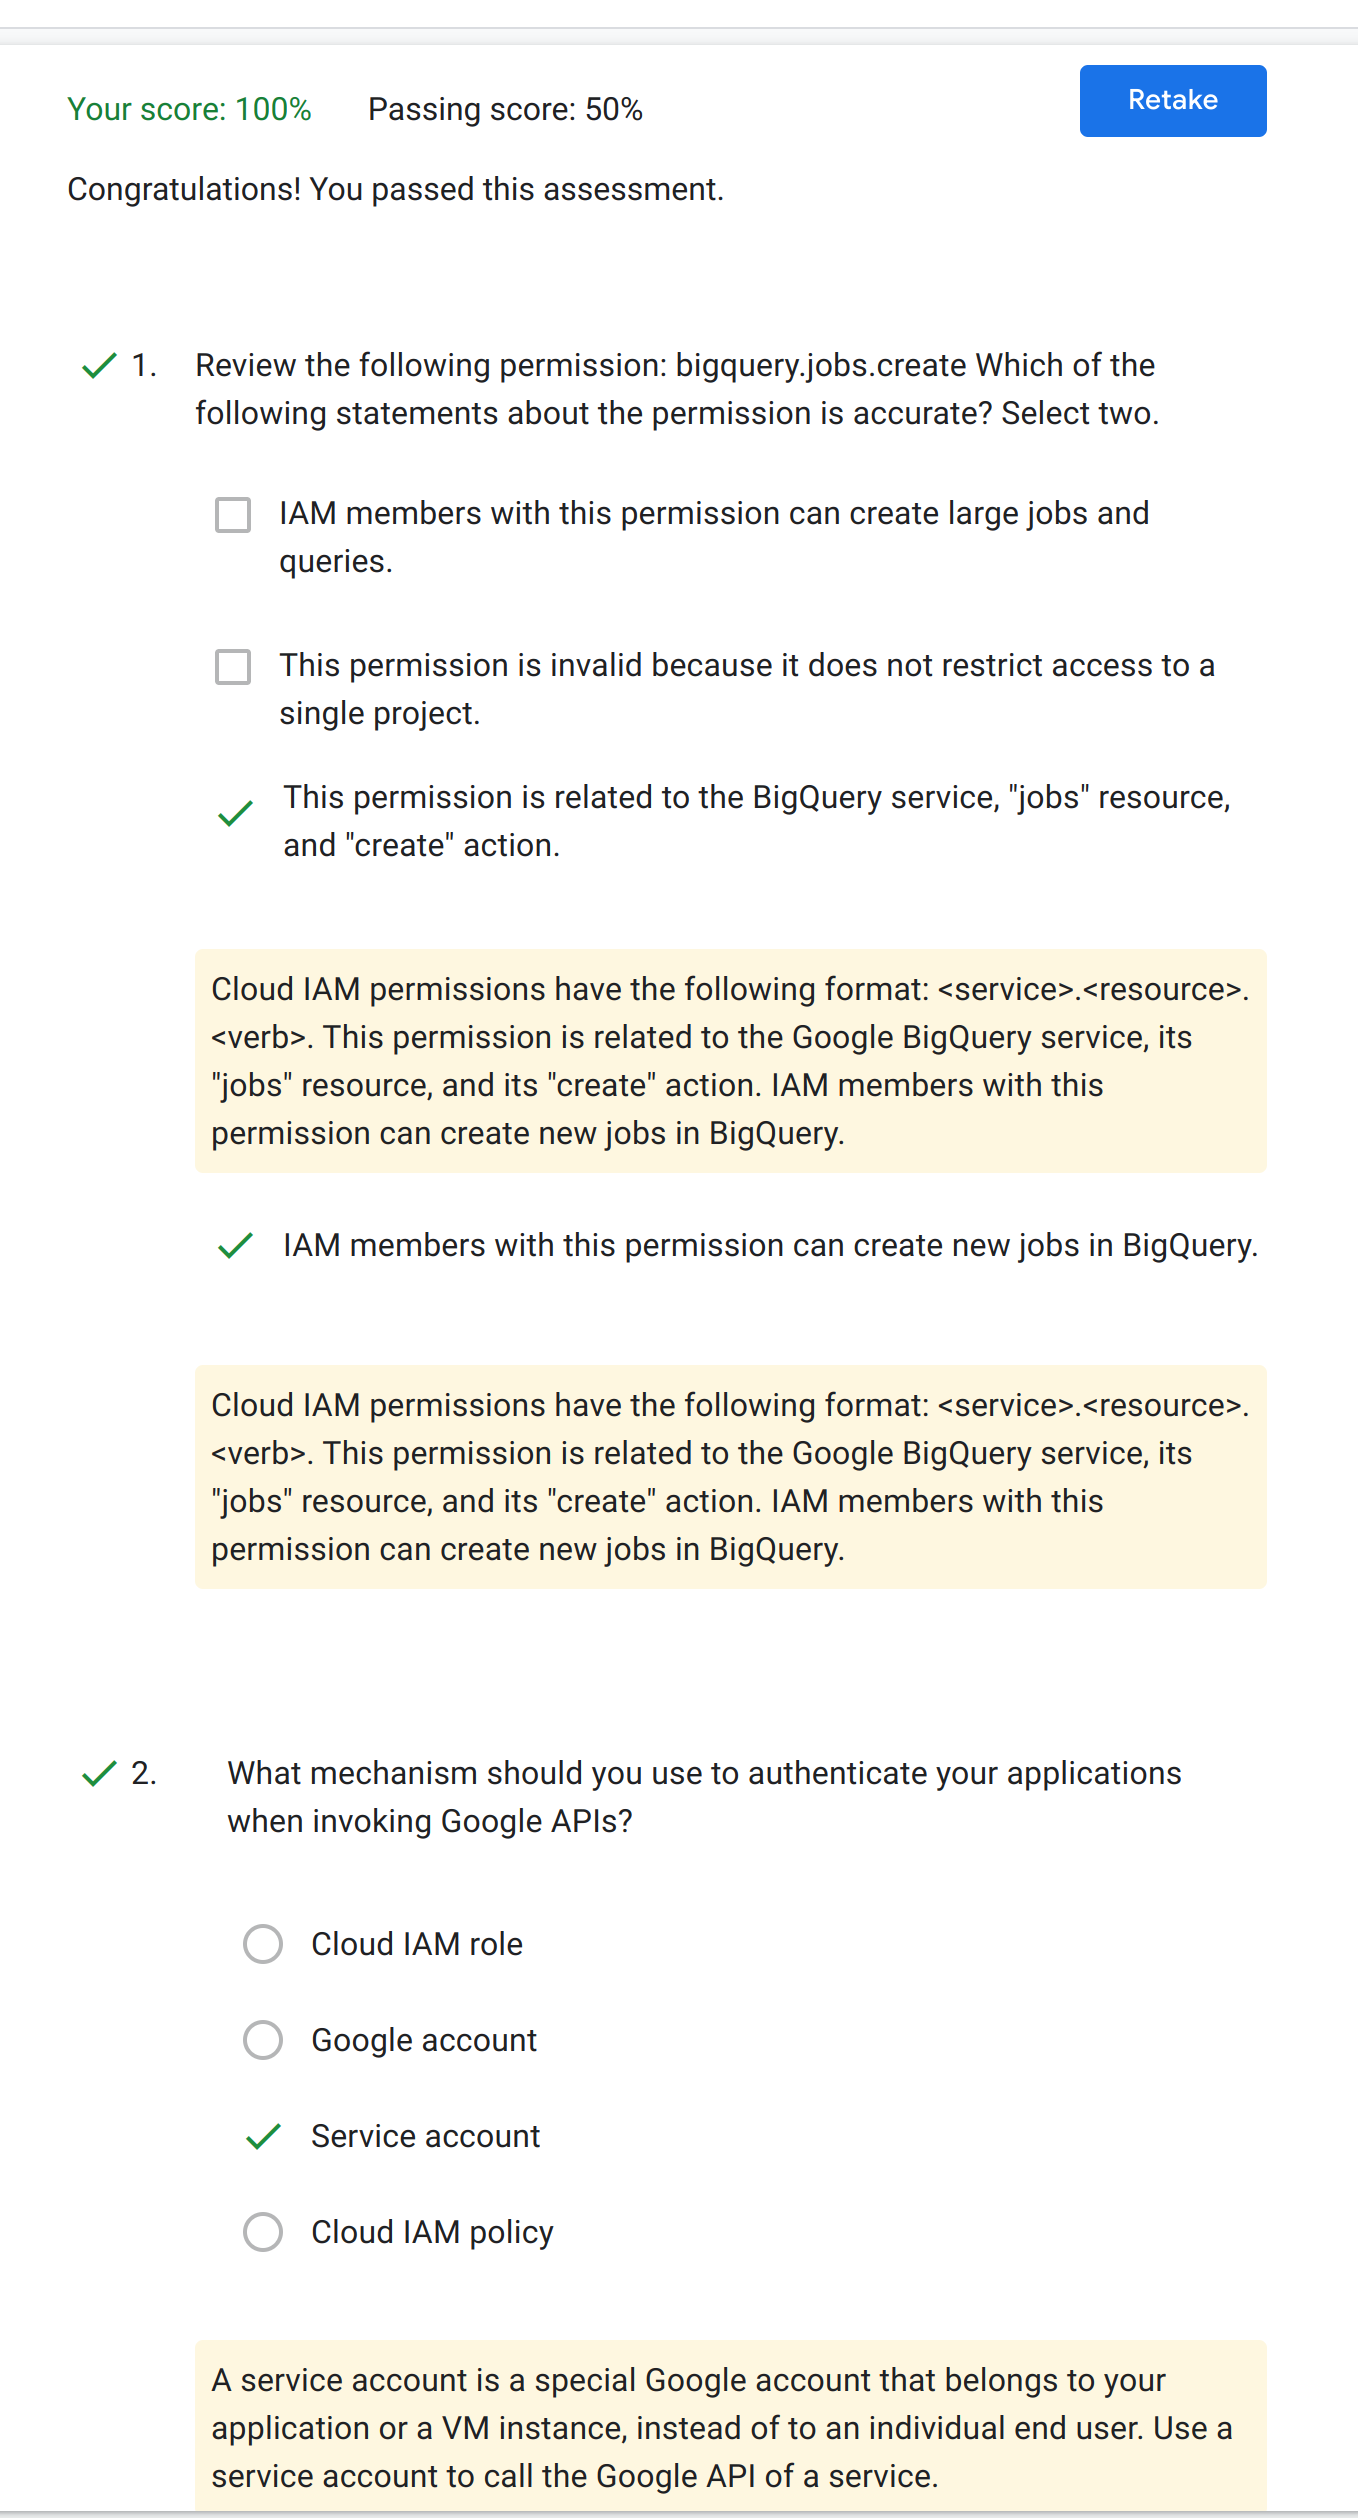 Your score: 100% Passing score: 50%
Retake
Congratulations! You passed this assessment.
1. Review the following permission: bigquery.jobs.create Which of the
following statements about the permission is accurate? Select two.
IAM members with this permission can create large jobs and
queries.
This permission is invalid because it does not restrict access to a
single project.
This permission is related to the BigQuery service, "jobs" resource,
and "create" action.
Cloud IAM permissions have the following format: <service>.<resource>.
<verb>. This permission is related to the Google BigQuery service, its
"jobs" resource, and its "create" action. IAM members with this
permission can create new jobs in BigQuery.
IAM members with this permission can create new jobs in BigQuery.
Cloud IAM permissions have the following format: <service>.<resource>.
<verb>. This permission is related to the Google BigQuery service, its
"jobs" resource, and its "create" action. IAM members with this
permission can create new jobs in BigQuery.
2. What mechanism should you use to authenticate your applications
when invoking Google APIs?
Cloud IAM role
Google account
Service account
Cloud IAM policy
A service account is a special Google account that belongs to your
application or a VM instance, instead of to an individual end user. Use a
service account to call the Google API of a service.